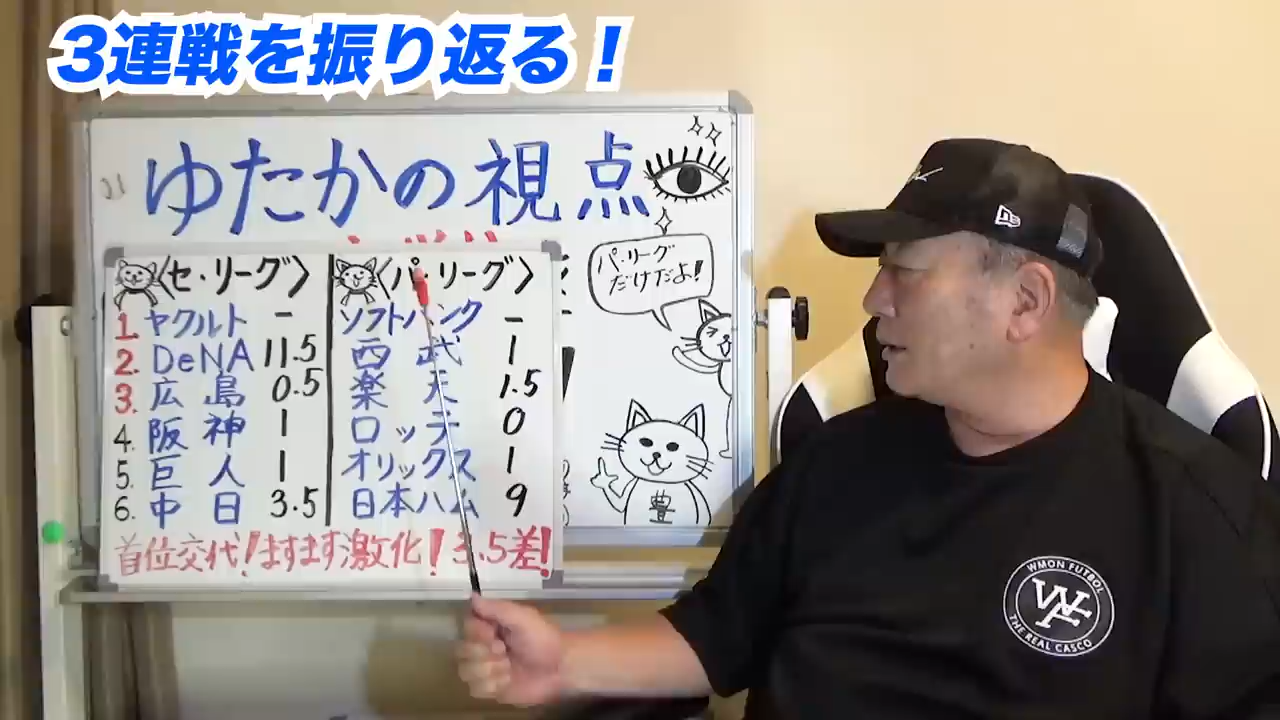 3連戦を振り返る！
ゆたかの視点
パ・リーグ
だけだよ!!
〈セ・リーグ〉
1. ヤクルト -
2. DeNA 11.5
3. 広島 0.5
4. 阪神 1
5. 巨人 1
6. 中日 3.5
〈パ・リーグ〉
ソフトバンク -
西武 1
楽天 1.5
ロッテ 0
オリックス 1
日本ハム 9
首位交代!ますます激化! 3.5差!
豊
WMON FUTBOL
THE REAL CASCO